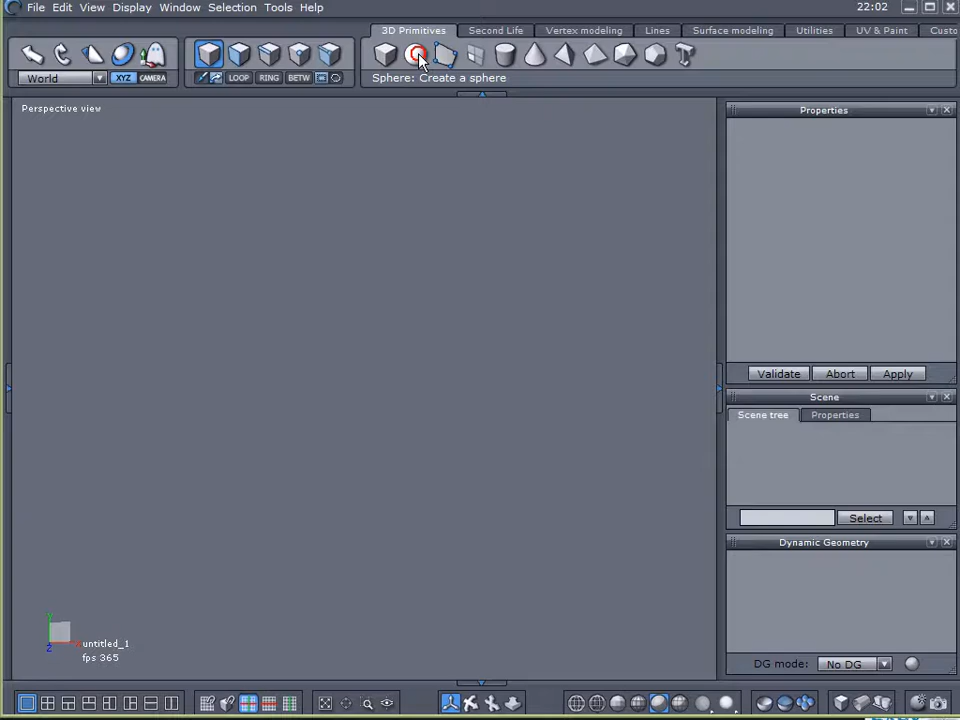 File Edit View Display Window Selection Tools Help
22:02
3D Primitives Second Life Vertex modeling Lines Surface modeling Utilities UV & Paint Custo
World XYZ CAMERA LOOP RING BETW
Sphere: Create a sphere
Perspective view
Properties
Validate Abort Apply
Scene
Scene tree Properties
Select
Dynamic Geometry
DG mode: No DG
Y
Z
untitled_1
fps 365